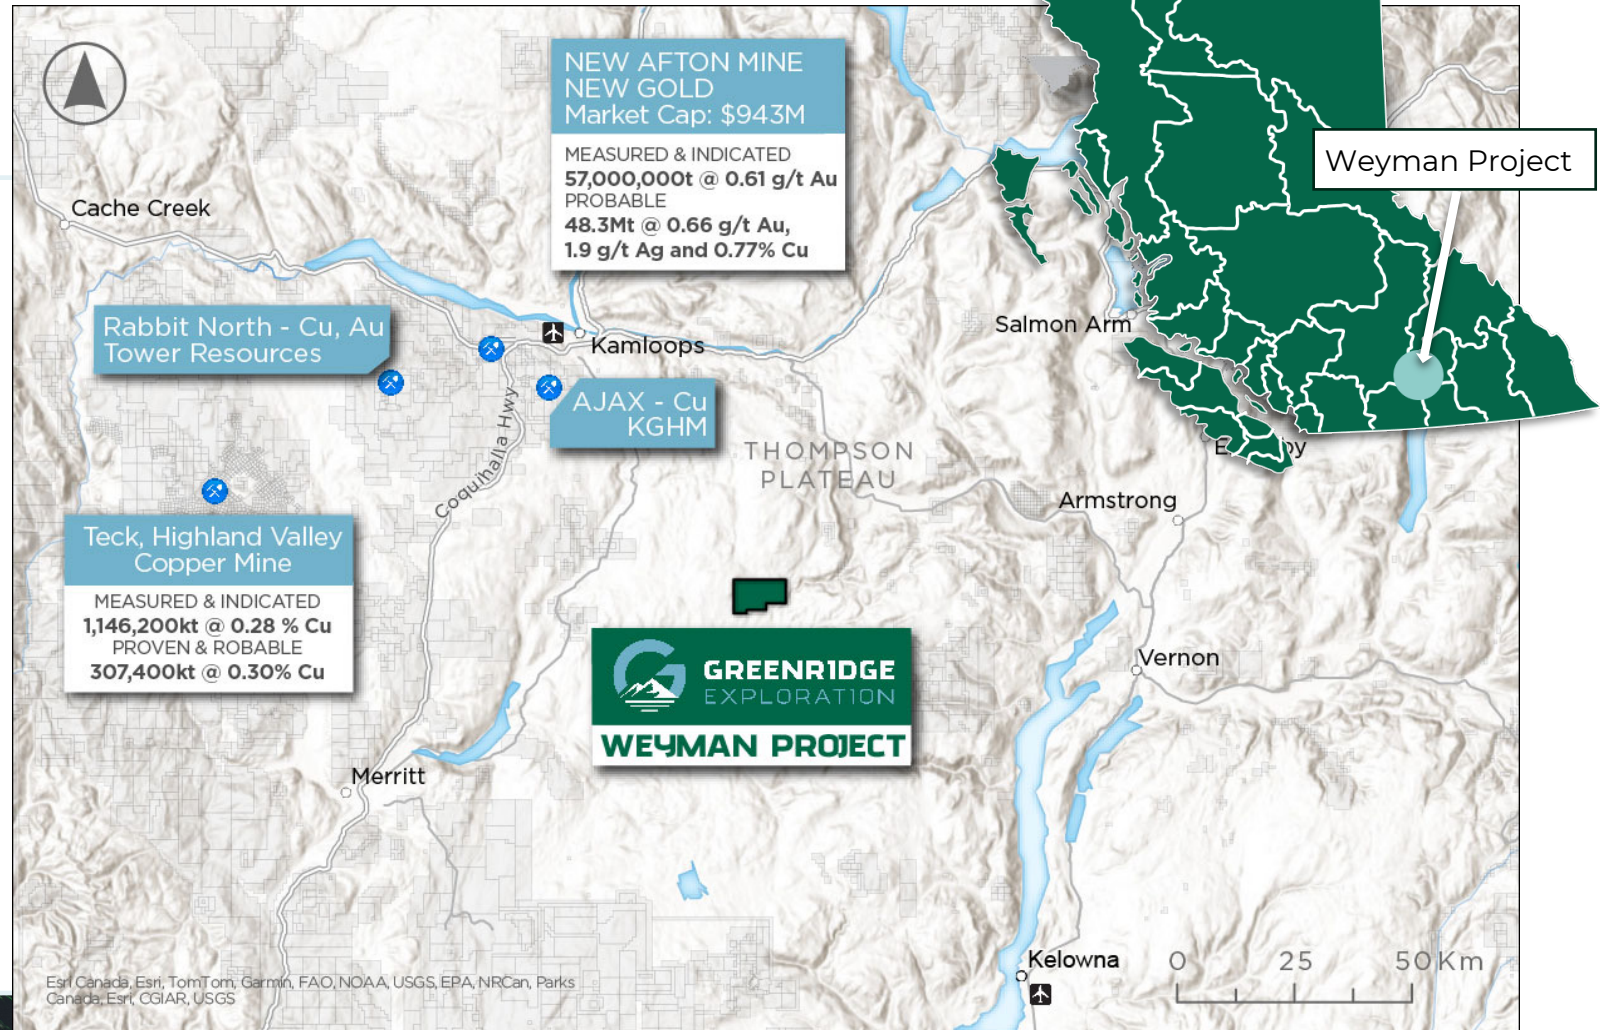 NEW AFTON MINE
NEW GOLD
Market Cap: $943M
MEASURED & INDICATED
57,000,000t @ 0.61 g/t Au
PROBABLE
48.3Mt @ 0.66 g/t Au,
1.9 g/t Ag and 0.77% Cu
Weyman Project
Cache Creek
Rabbit North - Cu, Au
Tower Resources
Kamloops
Salmon Arm
AJAX - Cu
KGHM
Coquihalla Hwy
THOMPSON
PLATEAU
Armstrong
Teck, Highland Valley
Copper Mine
MEASURED & INDICATED
1,146,200kt @ 0.28 % Cu
PROVEN & ROBABLE
307,400kt @ 0.30% Cu
GREENR1DGE
EXPLORATION
WEYMAN PROJECT
Vernon
Merritt
Kelowna
0 25 50 Km
Esri Canada, Esri, TomTom, Garmin, FAO, NOAA, USGS, EPA, NRCan, Parks
Canada, Esri, CGIAR, USGS